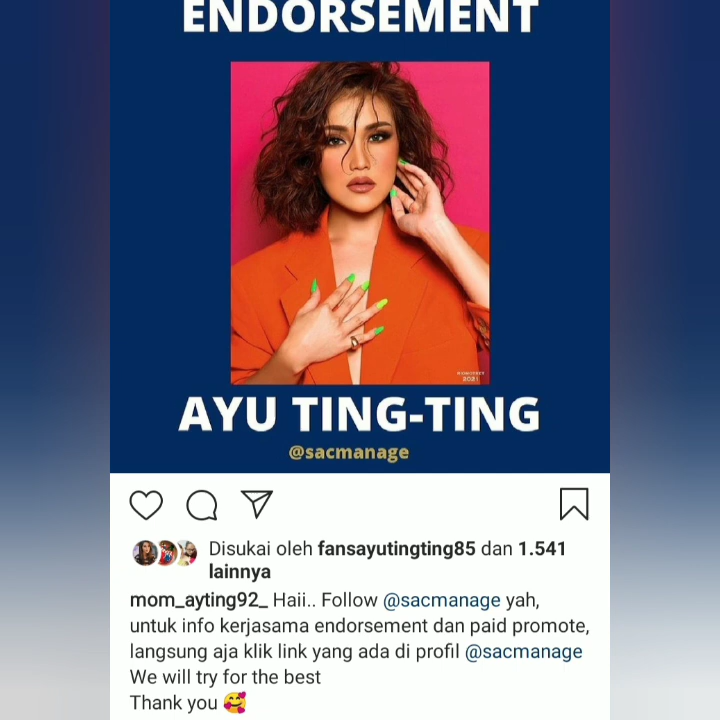 ENDORSEMENT
2021
AYU TING-TING
@sacmanage
Disukai oleh fansayutingting85 dan 1.541
lainnya
mom_ayting92_ Haii.. Follow @sacmanage yah,
untuk info kerjasama endorsement dan paid promote,
langsung aja klik link yang ada di profil @sacmanage
We will try for the best
Thank you 🥰